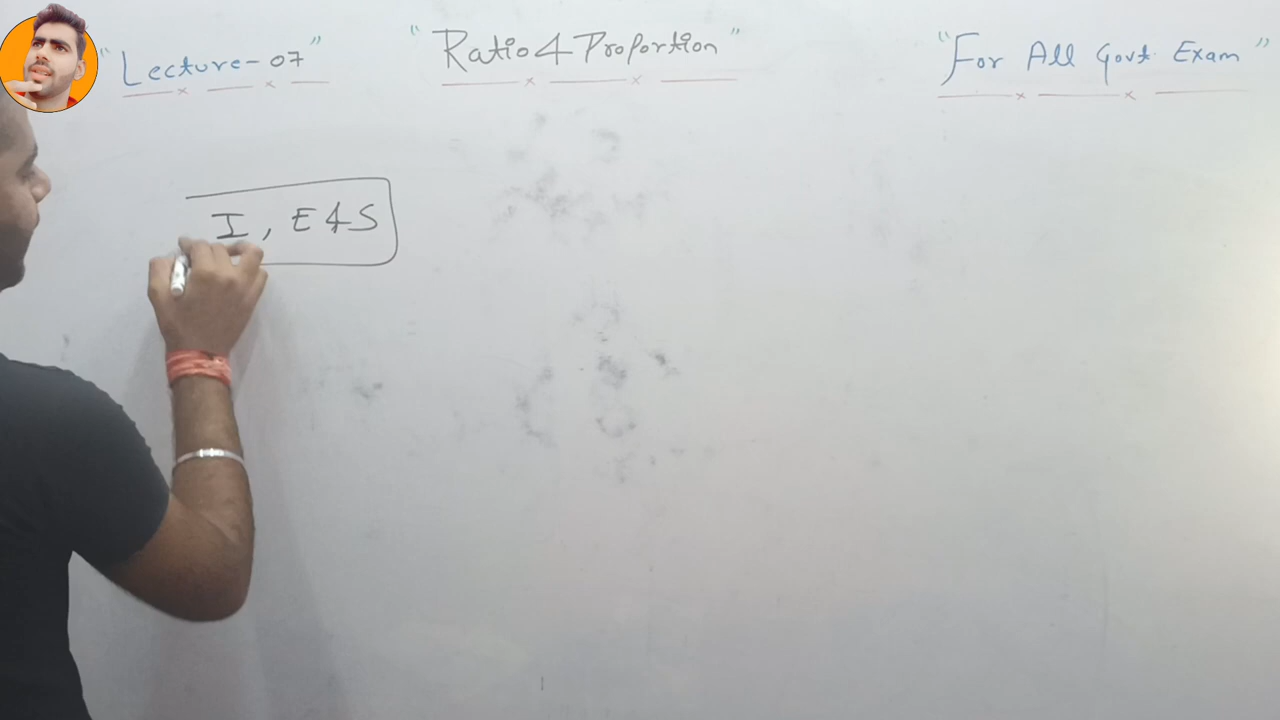 "Lecture-07"
"Ratio & Proportion"
"For All Govt. Exam"
I, E & S